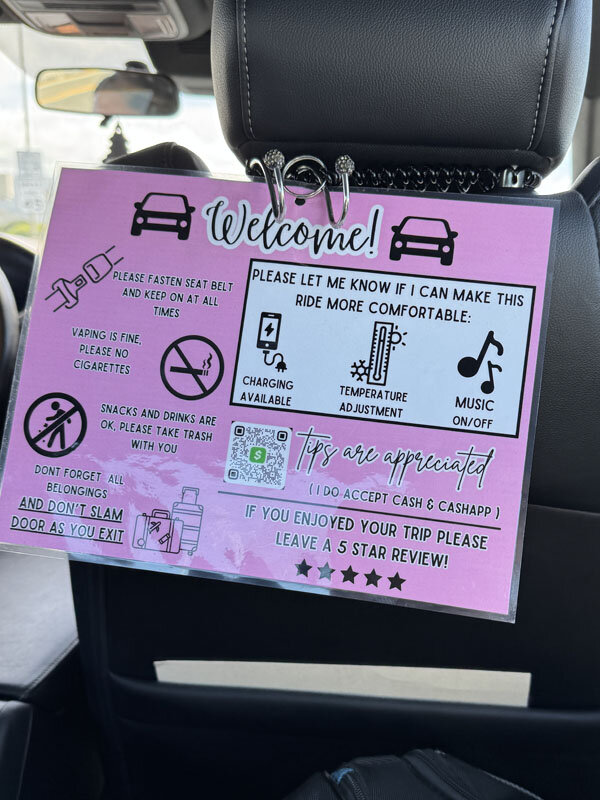 Welcome!
PLEASE FASTEN SEAT BELT
AND KEEP ON AT ALL
TIMES
VAPING IS FINE,
PLEASE NO
CIGARETTES
SNACKS AND DRINKS ARE
OK, PLEASE TAKE TRASH
WITH YOU
DONT FORGET ALL
BELONGINGS
AND DON'T SLAM
DOOR AS YOU EXIT
PLEASE LET ME KNOW IF I CAN MAKE THIS
RIDE MORE COMFORTABLE:
CHARGING
AVAILABLE
TEMPERATURE
ADJUSTMENT
MUSIC
ON/OFF
$
tips are appreciated
( I DO ACCEPT CASH & CASHAPP )
IF YOU ENJOYED YOUR TRIP PLEASE
LEAVE A 5 STAR REVIEW!